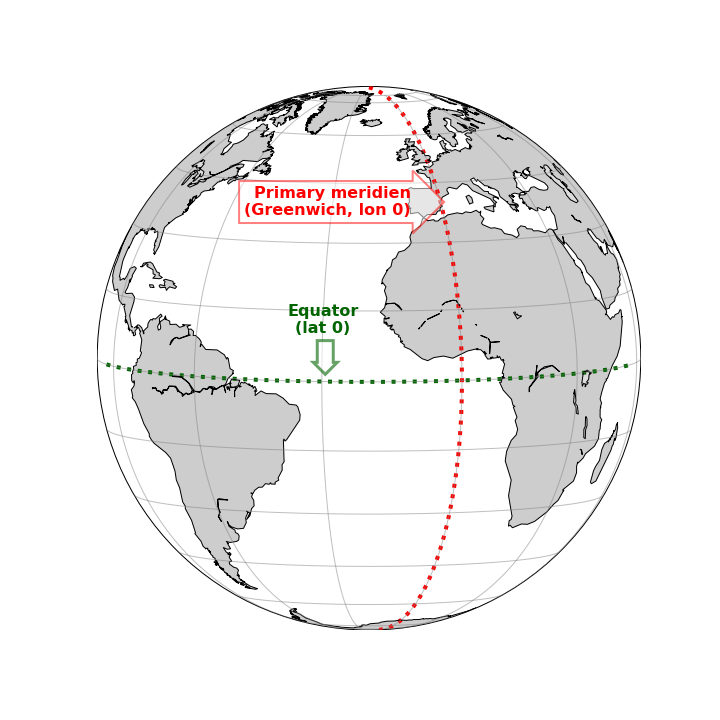 Primary meridien
(Greenwich, lon 0)
Equator
(lat 0)